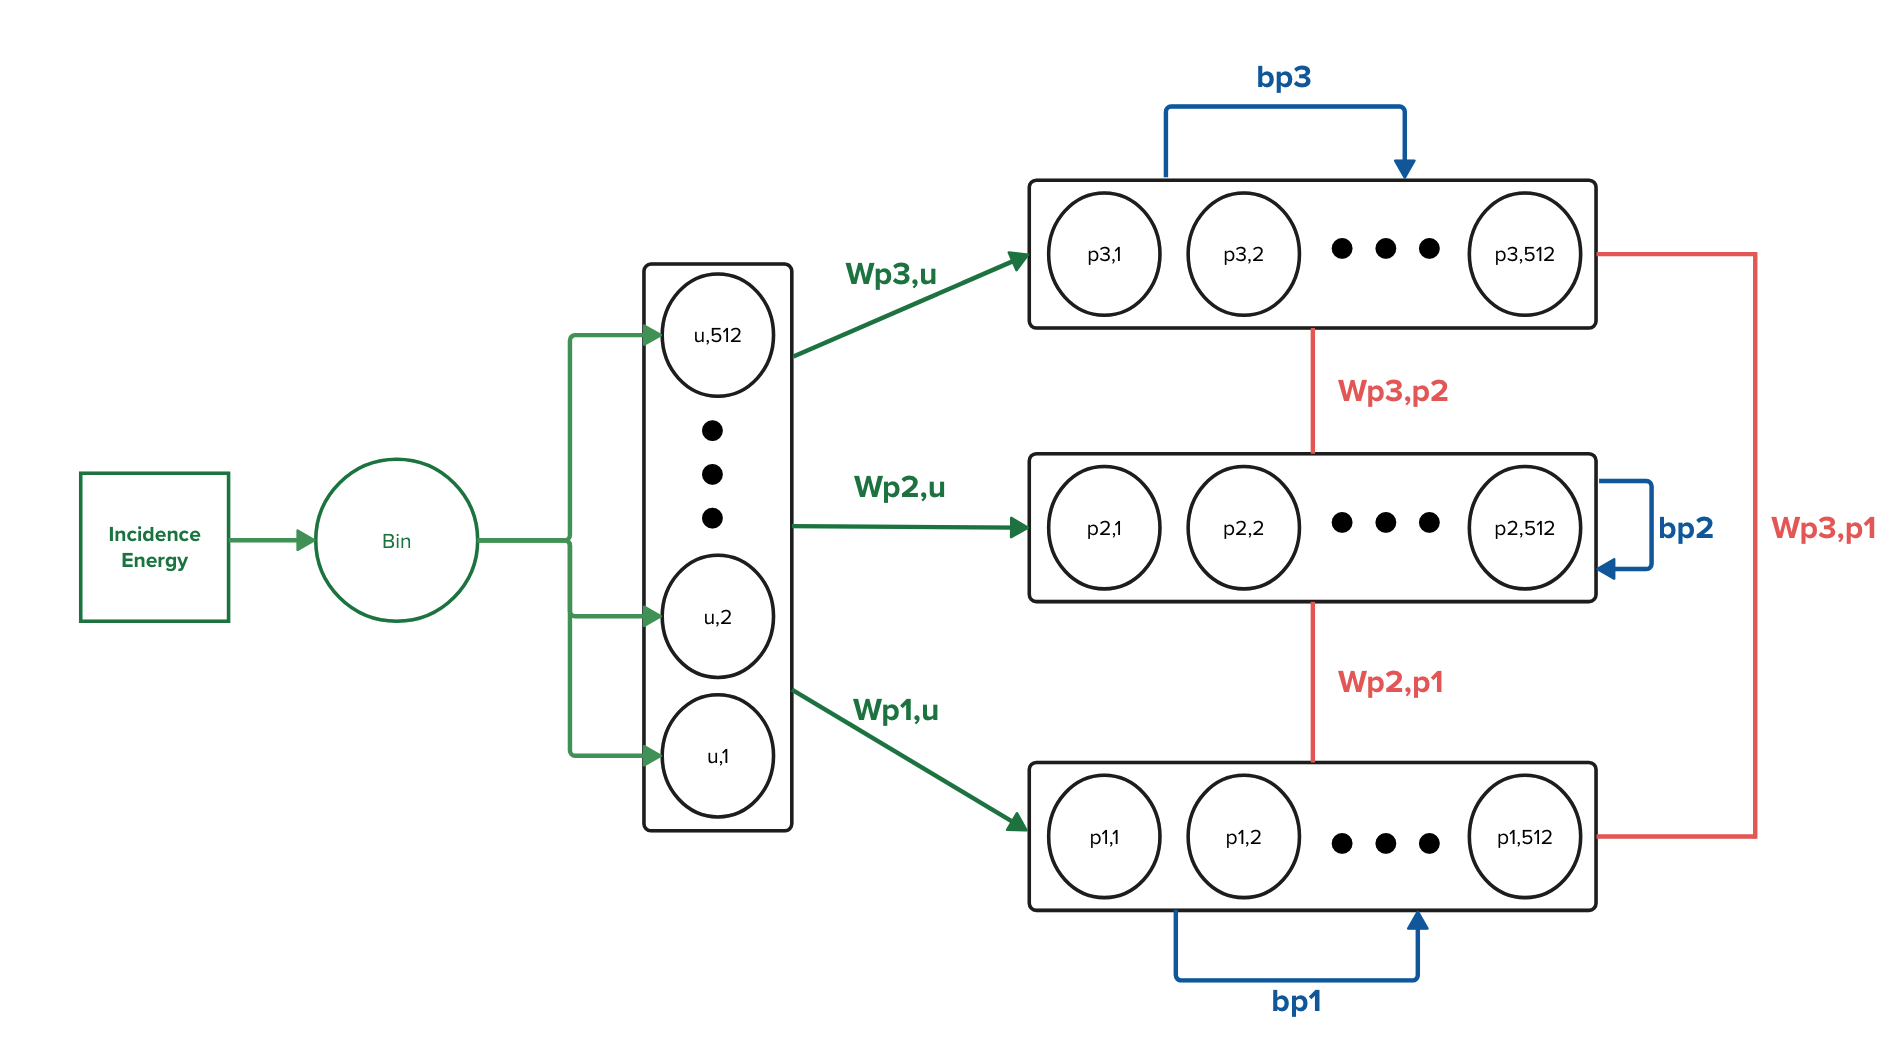 Incidence
Energy
Bin
u,512
u,2
u,1
Wp3,u
Wp2,u
Wp1,u
bp3
p3,1
p3,2
p3,512
Wp3,p2
p2,1
p2,2
p2,512
bp2
Wp3,p1
Wp2,p1
p1,1
p1,2
p1,512
bp1